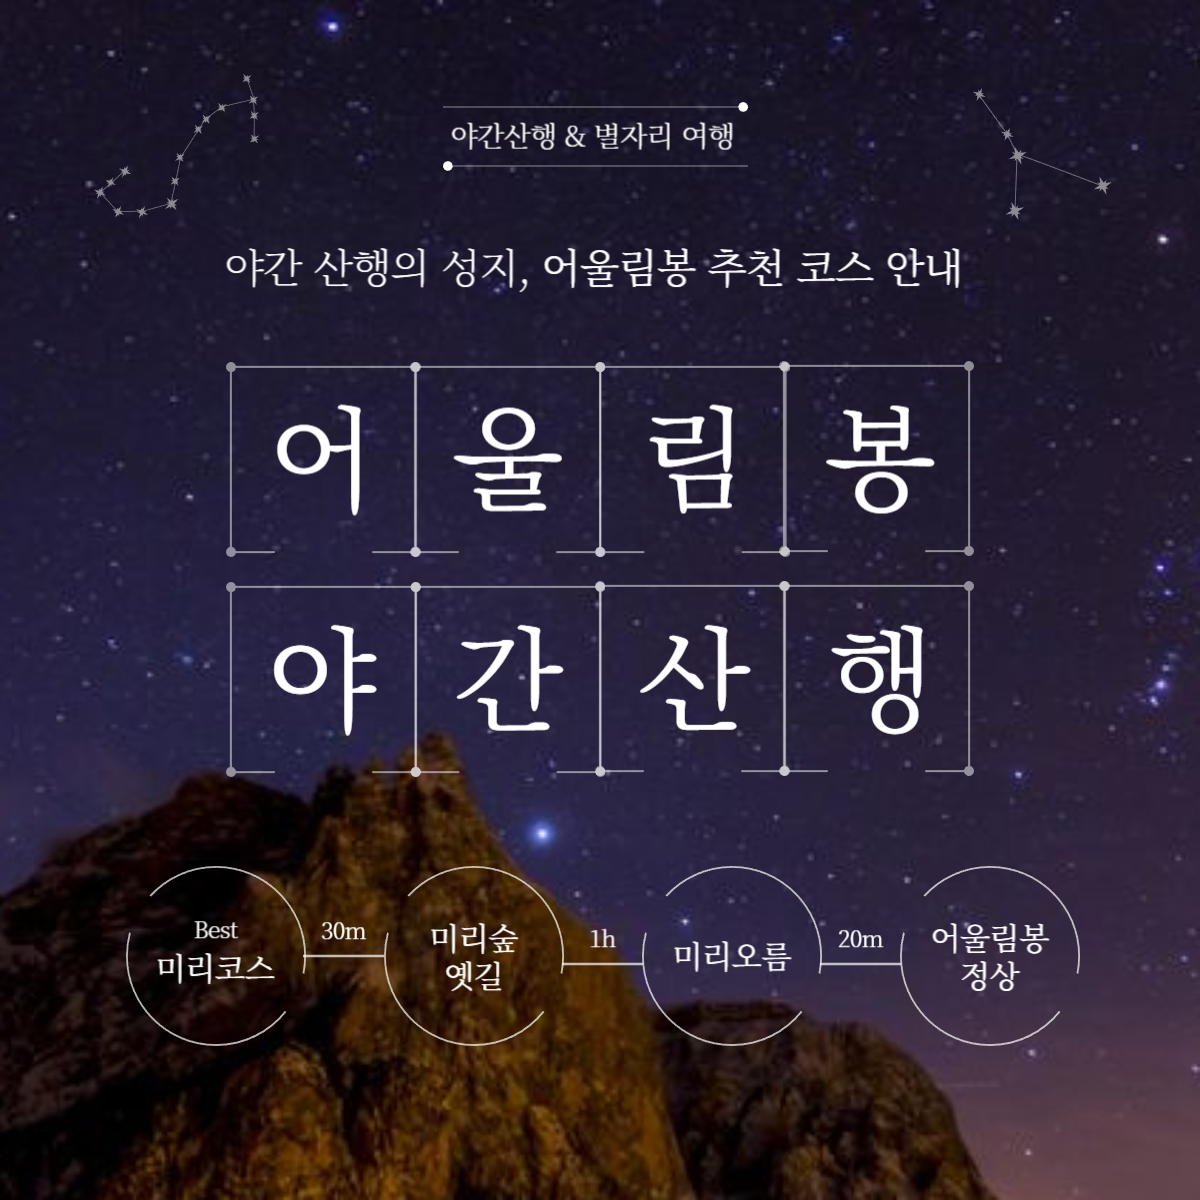 야간산행 & 별자리 여행
야간 산행의 성지, 어울림봉 추천 코스 안내
어울림봉
야간산행
Best
미리코스
30m
미리숲
옛길
1h
미리오름
20m
어울림봉
정상